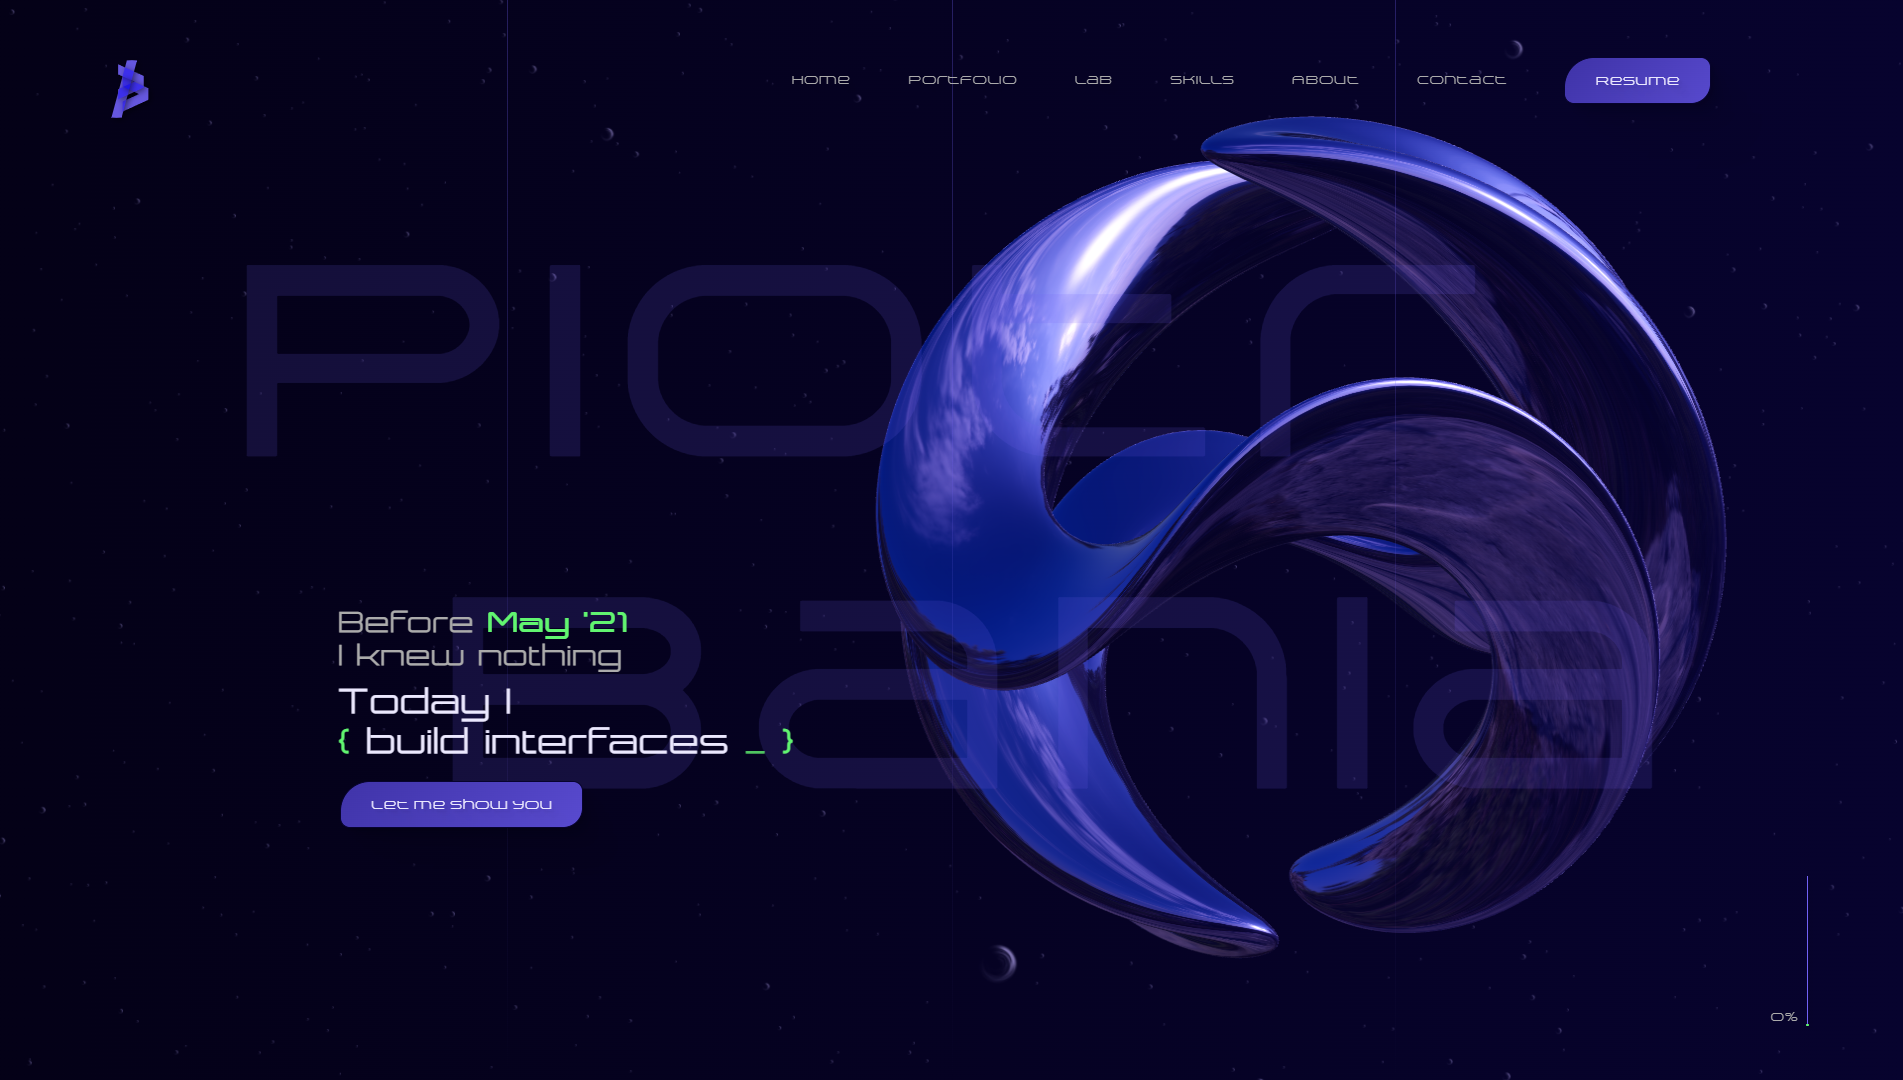 Home
Portfolio
Lab
Skills
About
Contact
Resume
Piotr
Bania
Before May '21
I knew nothing
Today I
{ build interfaces _ }
Let me show you
0%